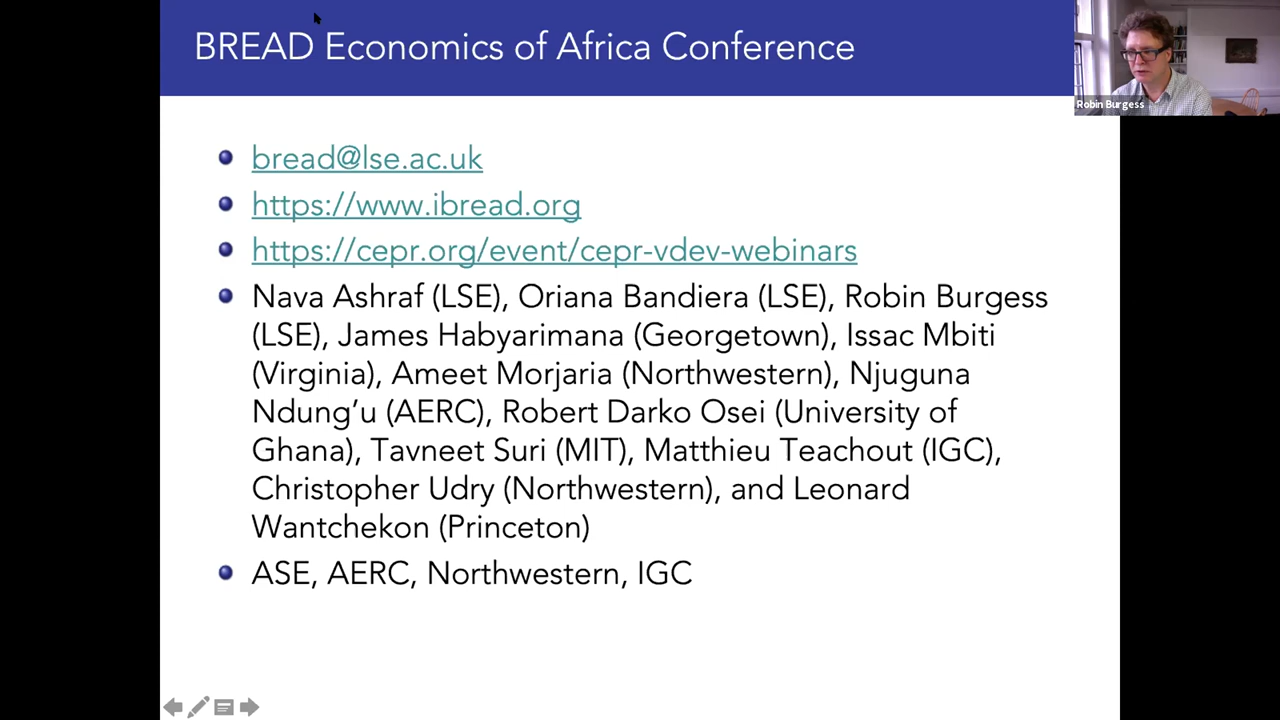 BREAD Economics of Africa Conference
Robin Burgess
bread@lse.ac.uk
https://www.ibread.org
https://cepr.org/event/cepr-vdev-webinars
Nava Ashraf (LSE), Oriana Bandiera (LSE), Robin Burgess
(LSE), James Habyarimana (Georgetown), Issac Mbiti
(Virginia), Ameet Morjaria (Northwestern), Njuguna
Ndung’u (AERC), Robert Darko Osei (University of
Ghana), Tavneet Suri (MIT), Matthieu Teachout (IGC),
Christopher Udry (Northwestern), and Leonard
Wantchekon (Princeton)
ASE, AERC, Northwestern, IGC